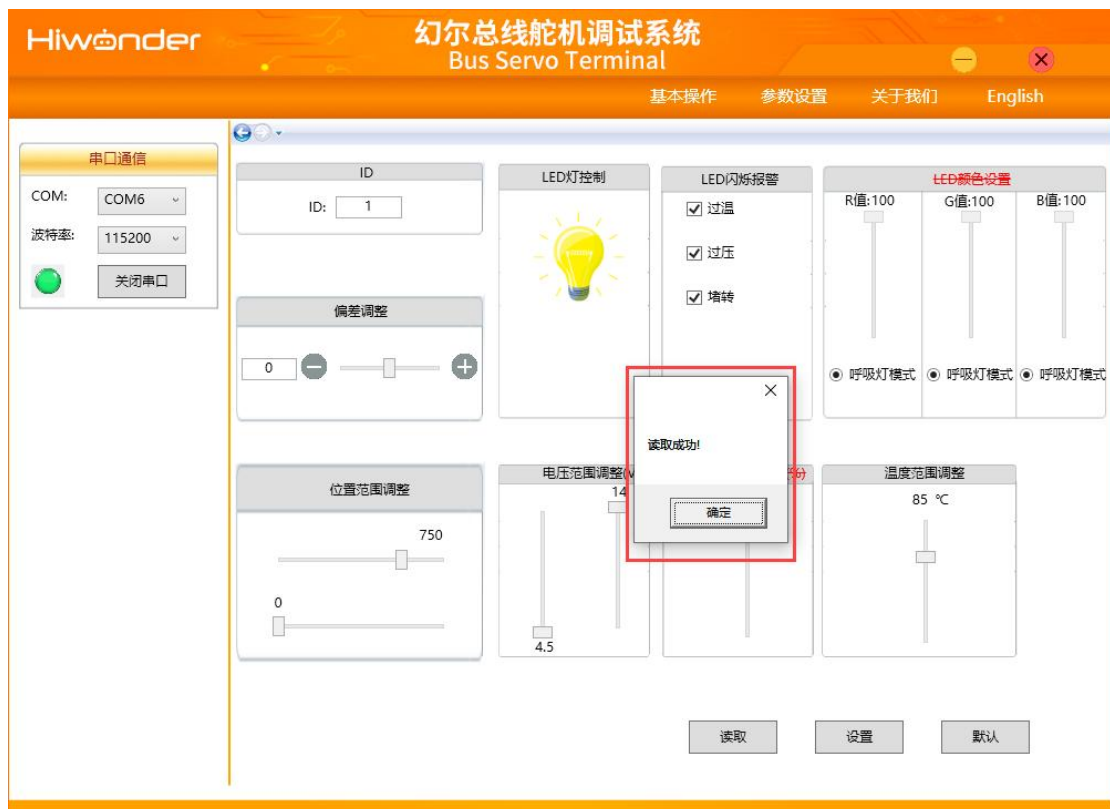 Hiwonder
幻尔总线舵机调试系统
Bus Servo Terminal
基本操作 参数设置 关于我们 English
串口通信
COM: COM6
波特率: 115200
关闭串口
ID
ID: 1
偏差调整
0
LED灯控制
LED闪烁报警
过温
过压
堵转
LED颜色设置
R值:100 G值:100 B值:100
呼吸灯模式 呼吸灯模式 呼吸灯模式
位置范围调整
750
0
电压范围调整(v
14
4.5
%)
读取成功!
确定
温度范围调整
85 ℃
读取 设置 默认